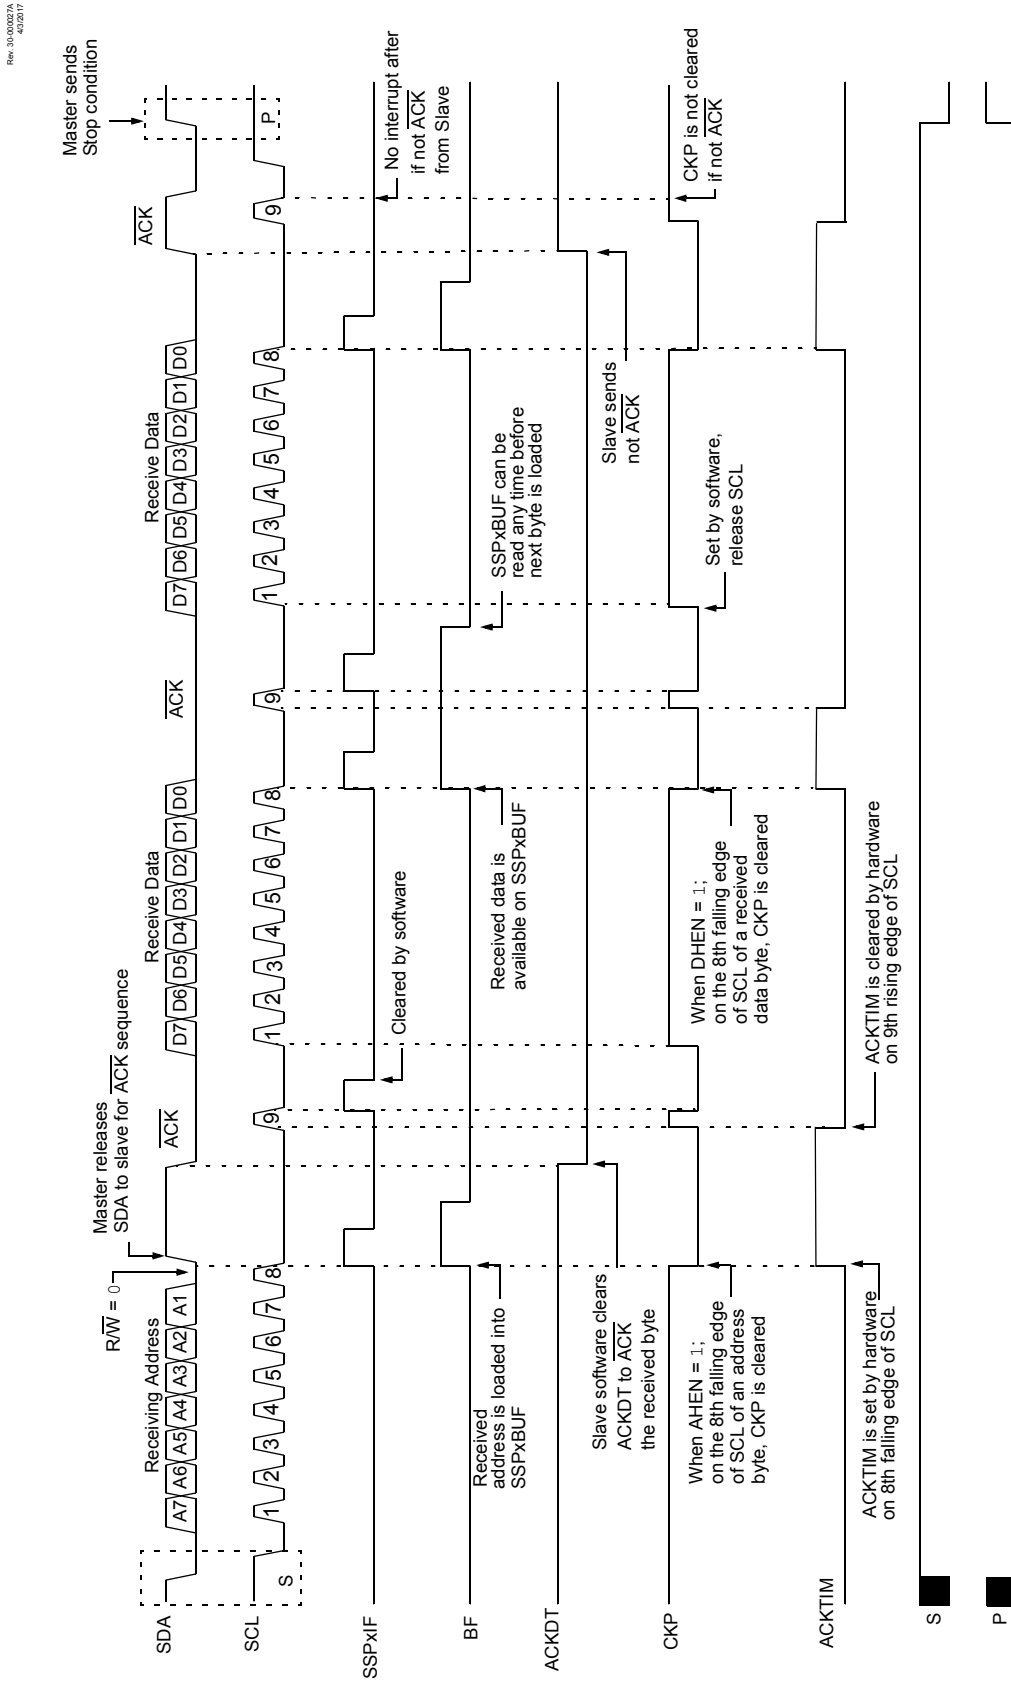 Rev. 30-000027A
4/3/2017
Master sends
Stop condition
Master releases
SDA to slave for ACK sequence
R/W = 0
Receiving Address
ACK
Receive Data
ACK
Receive Data
ACK
SDA
A7 A6 A5 A4 A3 A2 A1
D7 D6 D5 D4 D3 D2 D1 D0
D7 D6 D5 D4 D3 D2 D1 D0
SCL
S
1 2 3 4 5 6 7 8 9
1 2 3 4 5 6 7 8 9
1 2 3 4 5 6 7 8 9
P
SSPxIF
Cleared by software
No interrupt after
if not ACK
from Slave
BF
Received
address is loaded into
SSPxBUF
Received data is
available on SSPxBUF
SSPxBUF can be
read any time before
next byte is loaded
ACKDT
Slave software clears
ACKDT to ACK
the received byte
Slave sends
not ACK
CKP
When AHEN = 1;
on the 8th falling edge
of SCL of an address
byte, CKP is cleared
When DHEN = 1;
on the 8th falling edge
of SCL of a received
data byte, CKP is cleared
Set by software,
release SCL
CKP is not cleared
if not ACK
ACKTIM
ACKTIM is set by hardware
on 8th falling edge of SCL
ACKTIM is cleared by hardware
on 9th rising edge of SCL
S
P